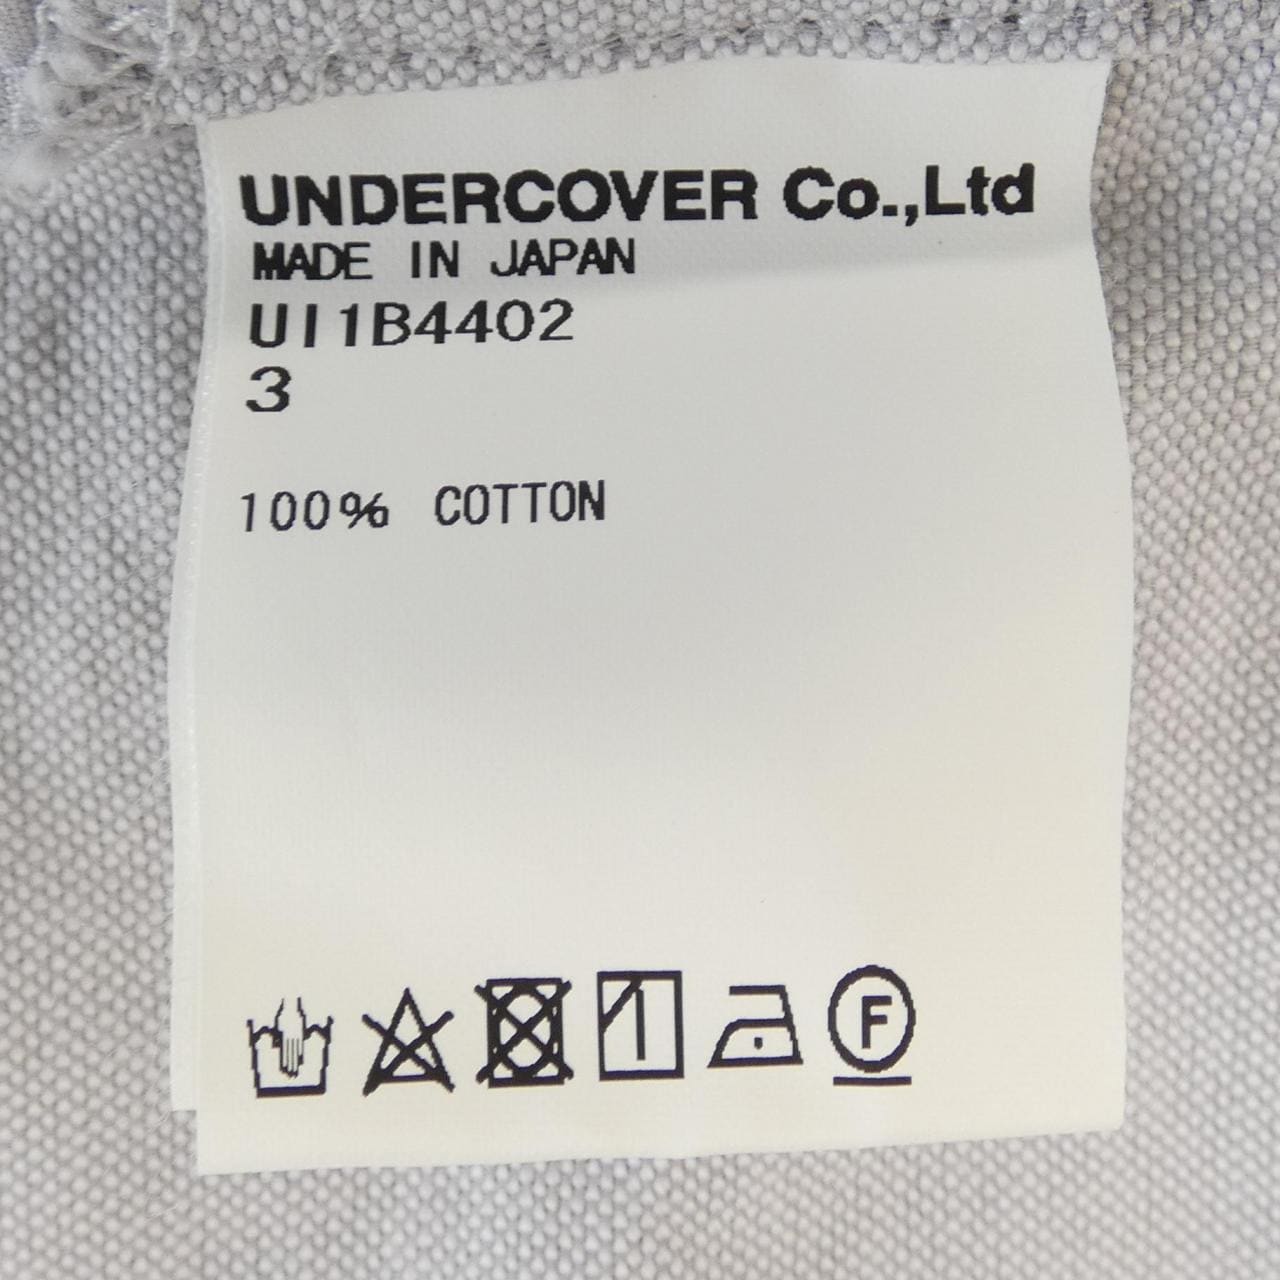 UNDERCOVER Co.,Ltd
MADE IN JAPAN
UI1B4402
3
100% COTTON
F